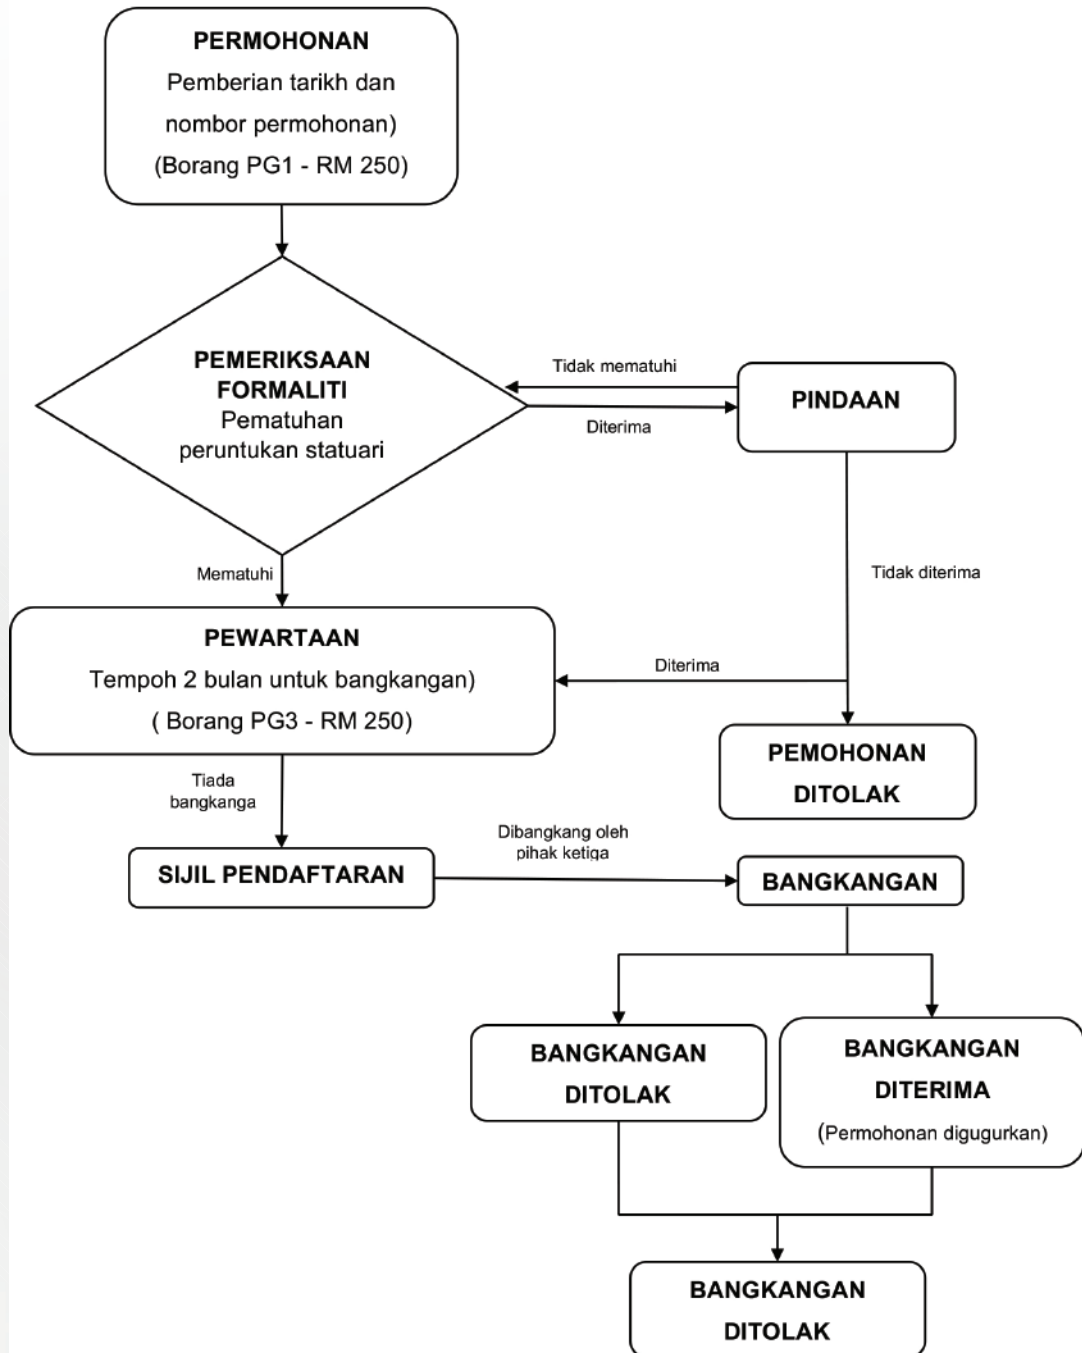 PERMOHONAN
Pemberian tarikh dan
nombor permohonan)
(Borang PG1 - RM 250)
PEMERIKSAAN
FORMALITI
Pematuhan
peruntukan statuari
Tidak mematuhi
Diterima
PINDAAN
Mematuhi
Tidak diterima
PEWARTAAN
Tempoh 2 bulan untuk bangkangan)
( Borang PG3 - RM 250)
Diterima
PEMOHONAN
DITOLAK
Tiada
bangkanga
SIJIL PENDAFTARAN
Dibangkang oleh
pihak ketiga
BANGKANGAN
BANGKANGAN
DITOLAK
BANGKANGAN
DITERIMA
(Permohonan digugurkan)
BANGKANGAN
DITOLAK